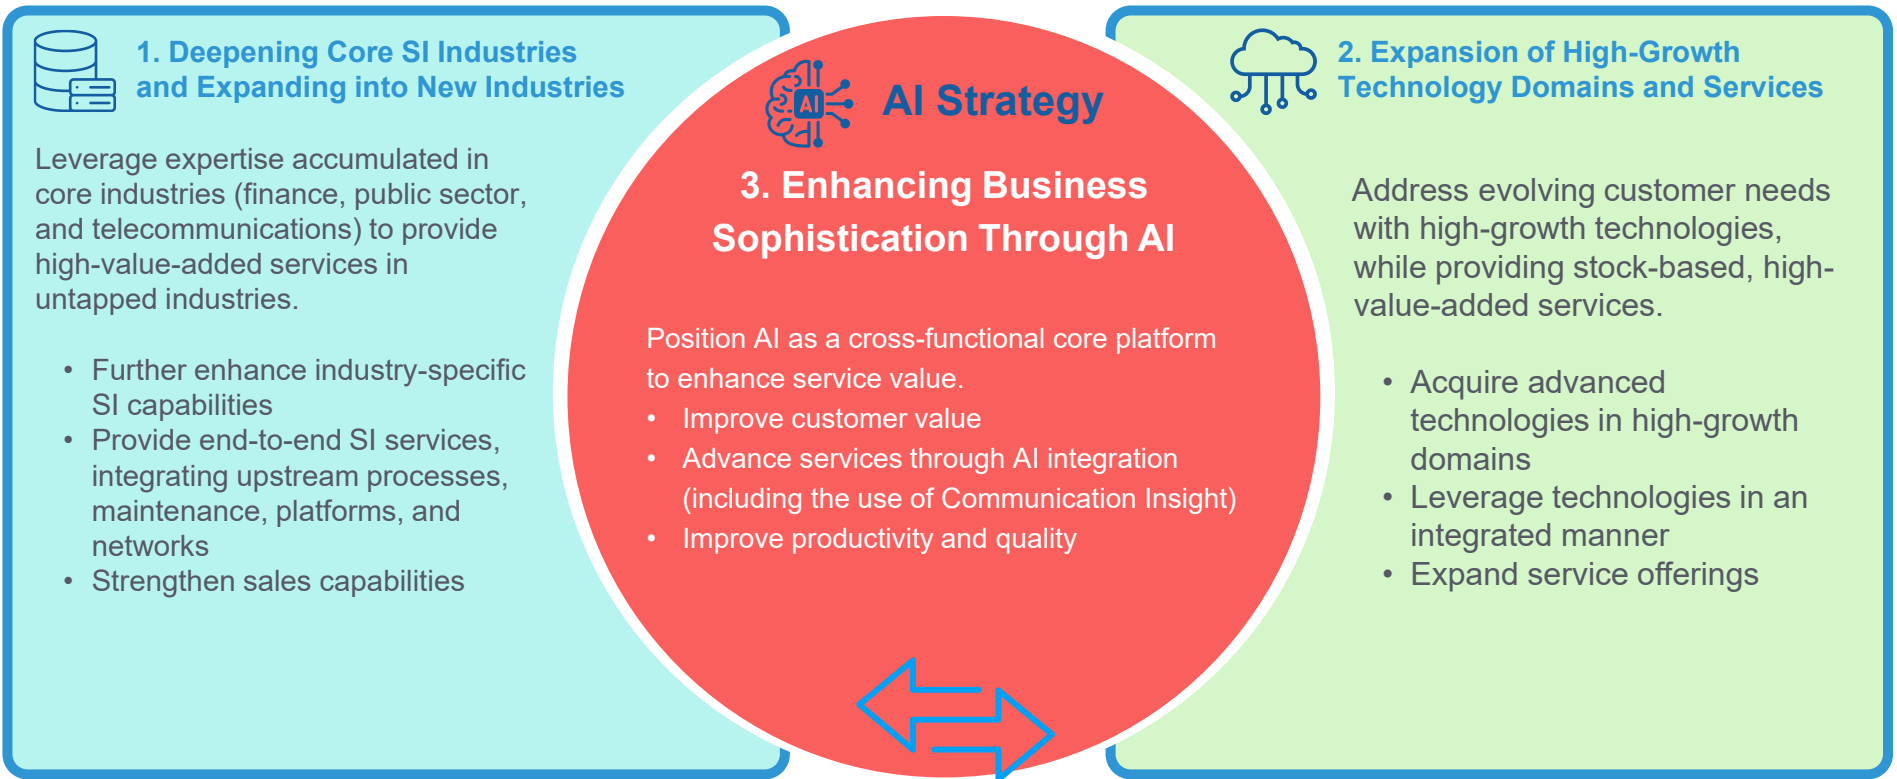 1. Deepening Core SI Industries
and Expanding into New Industries
Leverage expertise accumulated in
core industries (finance, public sector,
and telecommunications) to provide
high-value-added services in
untapped industries.
• Further enhance industry-specific
SI capabilities
• Provide end-to-end SI services,
integrating upstream processes,
maintenance, platforms, and
networks
• Strengthen sales capabilities
AI
AI Strategy
3. Enhancing Business
Sophistication Through AI
Position AI as a cross-functional core platform
to enhance service value.
• Improve customer value
• Advance services through AI integration
(including the use of Communication Insight)
• Improve productivity and quality
2. Expansion of High-Growth
Technology Domains and Services
Address evolving customer needs
with high-growth technologies,
while providing stock-based, high-
value-added services.
• Acquire advanced
technologies in high-growth
domains
• Leverage technologies in an
integrated manner
• Expand service offerings